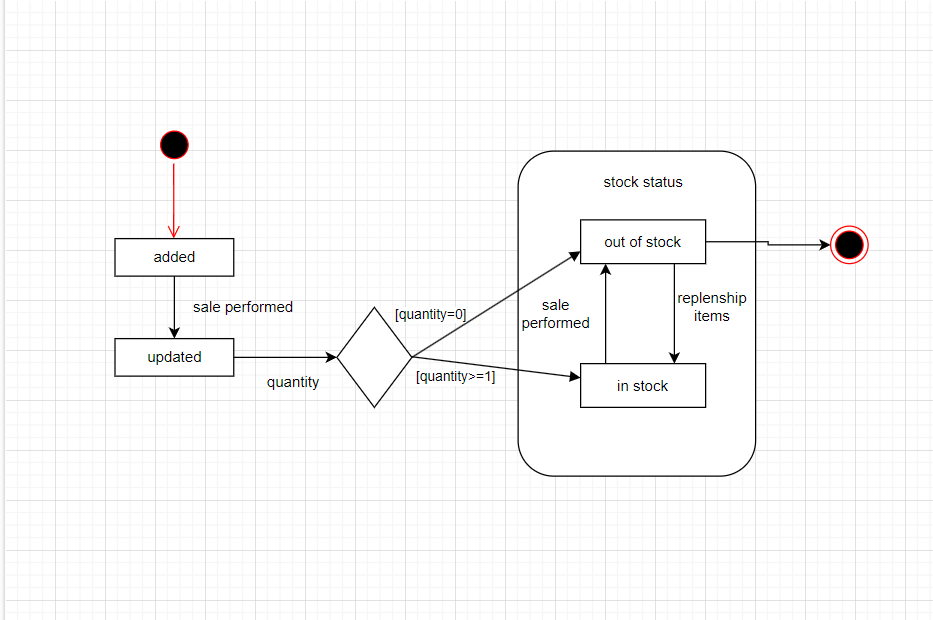 stock status
out of stock
added
sale performed
[quantity=0]
sale
performed
replenship
items
updated
quantity
[quantity>=1]
in stock